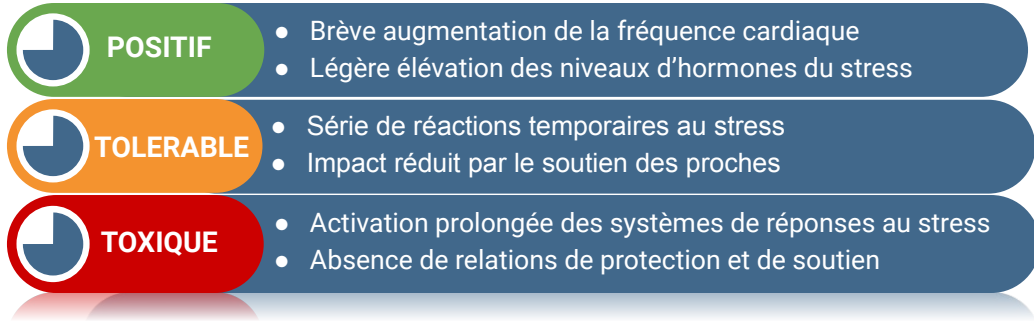 POSITIF
● Brève augmentation de la fréquence cardiaque
● Légère élévation des niveaux d’hormones du stress
TOLERABLE
● Série de réactions temporaires au stress
● Impact réduit par le soutien des proches
TOXIQUE
● Activation prolongée des systèmes de réponses au stress
● Absence de relations de protection et de soutien